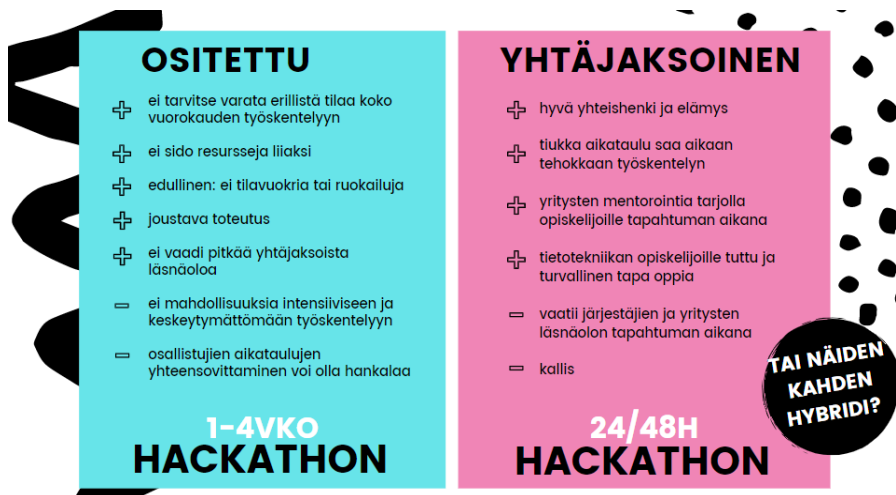 OSITETTU
ei tarvitse varata erillistä tilaa koko
vuorokauden työskentelyyn
ei sido resursseja liiaksi
edullinen: ei tilavuokria tai ruokailuja
joustava toteutus
ei vaadi pitkää yhtäjaksoista
läsnäoloa
ei mahdollisuuksia intensiiviseen ja
keskeytymättömään työskentelyyn
osallistujien aikataulujen
yhteensovittaminen voi olla hankalaa
1-4VKO
HACKATHON
YHTÄJAKSOINEN
hyvä yhteishenki ja elämys
tiukka aikataulu saa aikaan
tehokkaan työskentelyn
yritysten mentorointia tarjolla
opiskelijoille tapahtuman aikana
tietotekniikan opiskelijoille tuttu ja
turvallinen tapa oppia
vaatii järjestäjien ja yritysten
läsnäolon tapahtuman aikana
kallis
24/48H
HACKATHON
TAI NÄIDEN
KAHDEN
HYBRIDI?